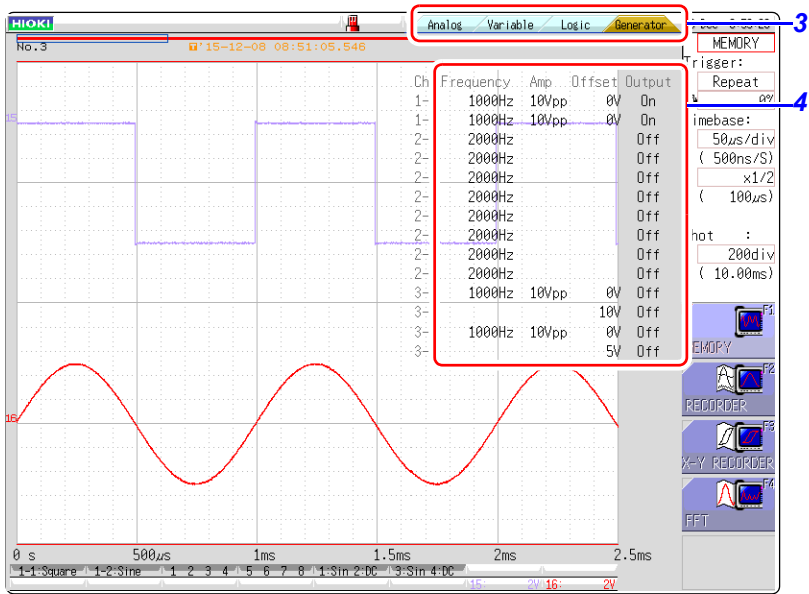 HIOKI
Analog Variable Logic Generator
3
No.3
'15-12-08 08:51:05.546
MEMORY
Trigger:
Repeat
0%
Ch Frequency Amp Offset Output
1- 1000Hz 10Vpp 0V On
1- 1000Hz 10Vpp 0V On
2- 2000Hz Off
2- 2000Hz Off
2- 2000Hz Off
2- 2000Hz Off
2- 2000Hz Off
2- 2000Hz Off
2- 2000Hz Off
2- 2000Hz Off
3- 1000Hz 10Vpp 0V Off
3- 10V Off
3- 1000Hz 10Vpp 0V Off
3- 5V Off
4
imebase:
50µs/div
( 500ns/S)
x1/2
( 100µs)
hot :
200div
( 10.00ms)
F1
EMORY
F2
RECORDER
F3
X-Y RECORDER
F4
FFT
15
16
0 s 500µs 1ms 1.5ms 2ms 2.5ms
1-1:Square 1-2:Sine 1 2 3 4 5 6 7 8 1:Sin 2:DC 3:Sin 4:DC
15: 2V 16: 2V